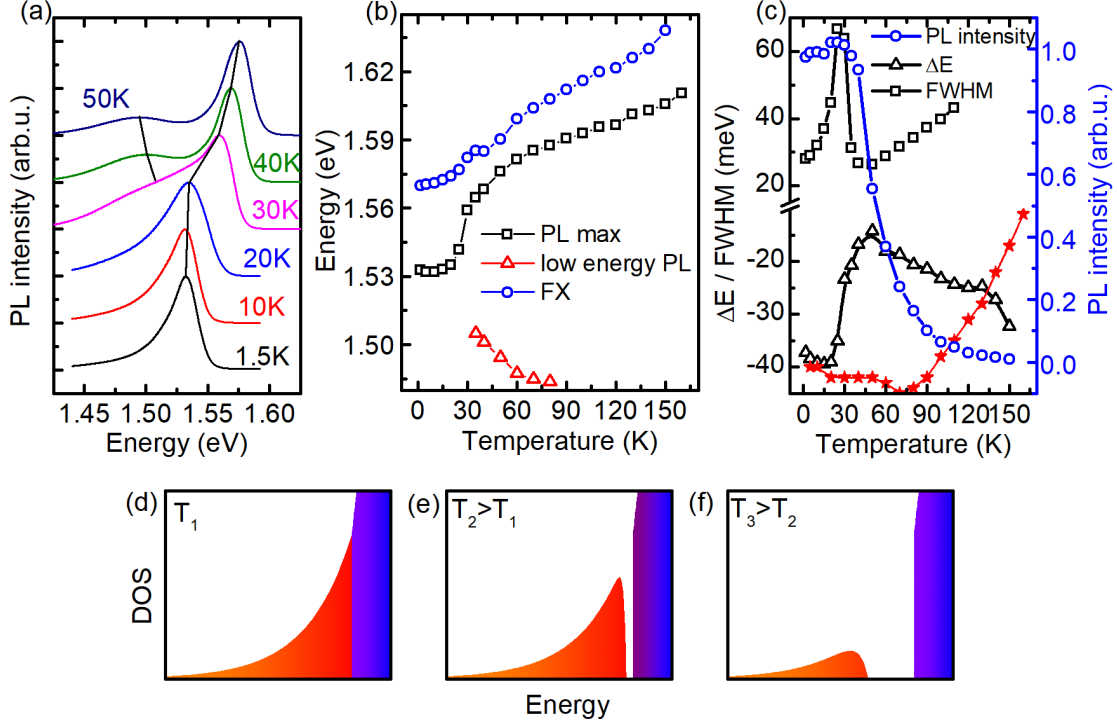 (a)
50K
40K
30K
20K
10K
1.5K
PL intensity (arb.u.)
1.45 1.50 1.55 1.60
Energy (eV)
(b)
1.62
1.59
1.56
1.53
1.50
Energy (eV)
PL max
low energy PL
FX
0 30 60 90 120 150
Temperature (K)
(c)
60
40
20
-20
-30
-40
ΔE / FWHM (meV)
PL intensity
ΔE
FWHM
1.0
0.8
0.6
0.4
0.2
0.0
PL intensity (arb.u.)
0 30 60 90 120 150
Temperature (K)
(d)
T1
(e)
T2>T1
(f)
T3>T2
DOS
Energy